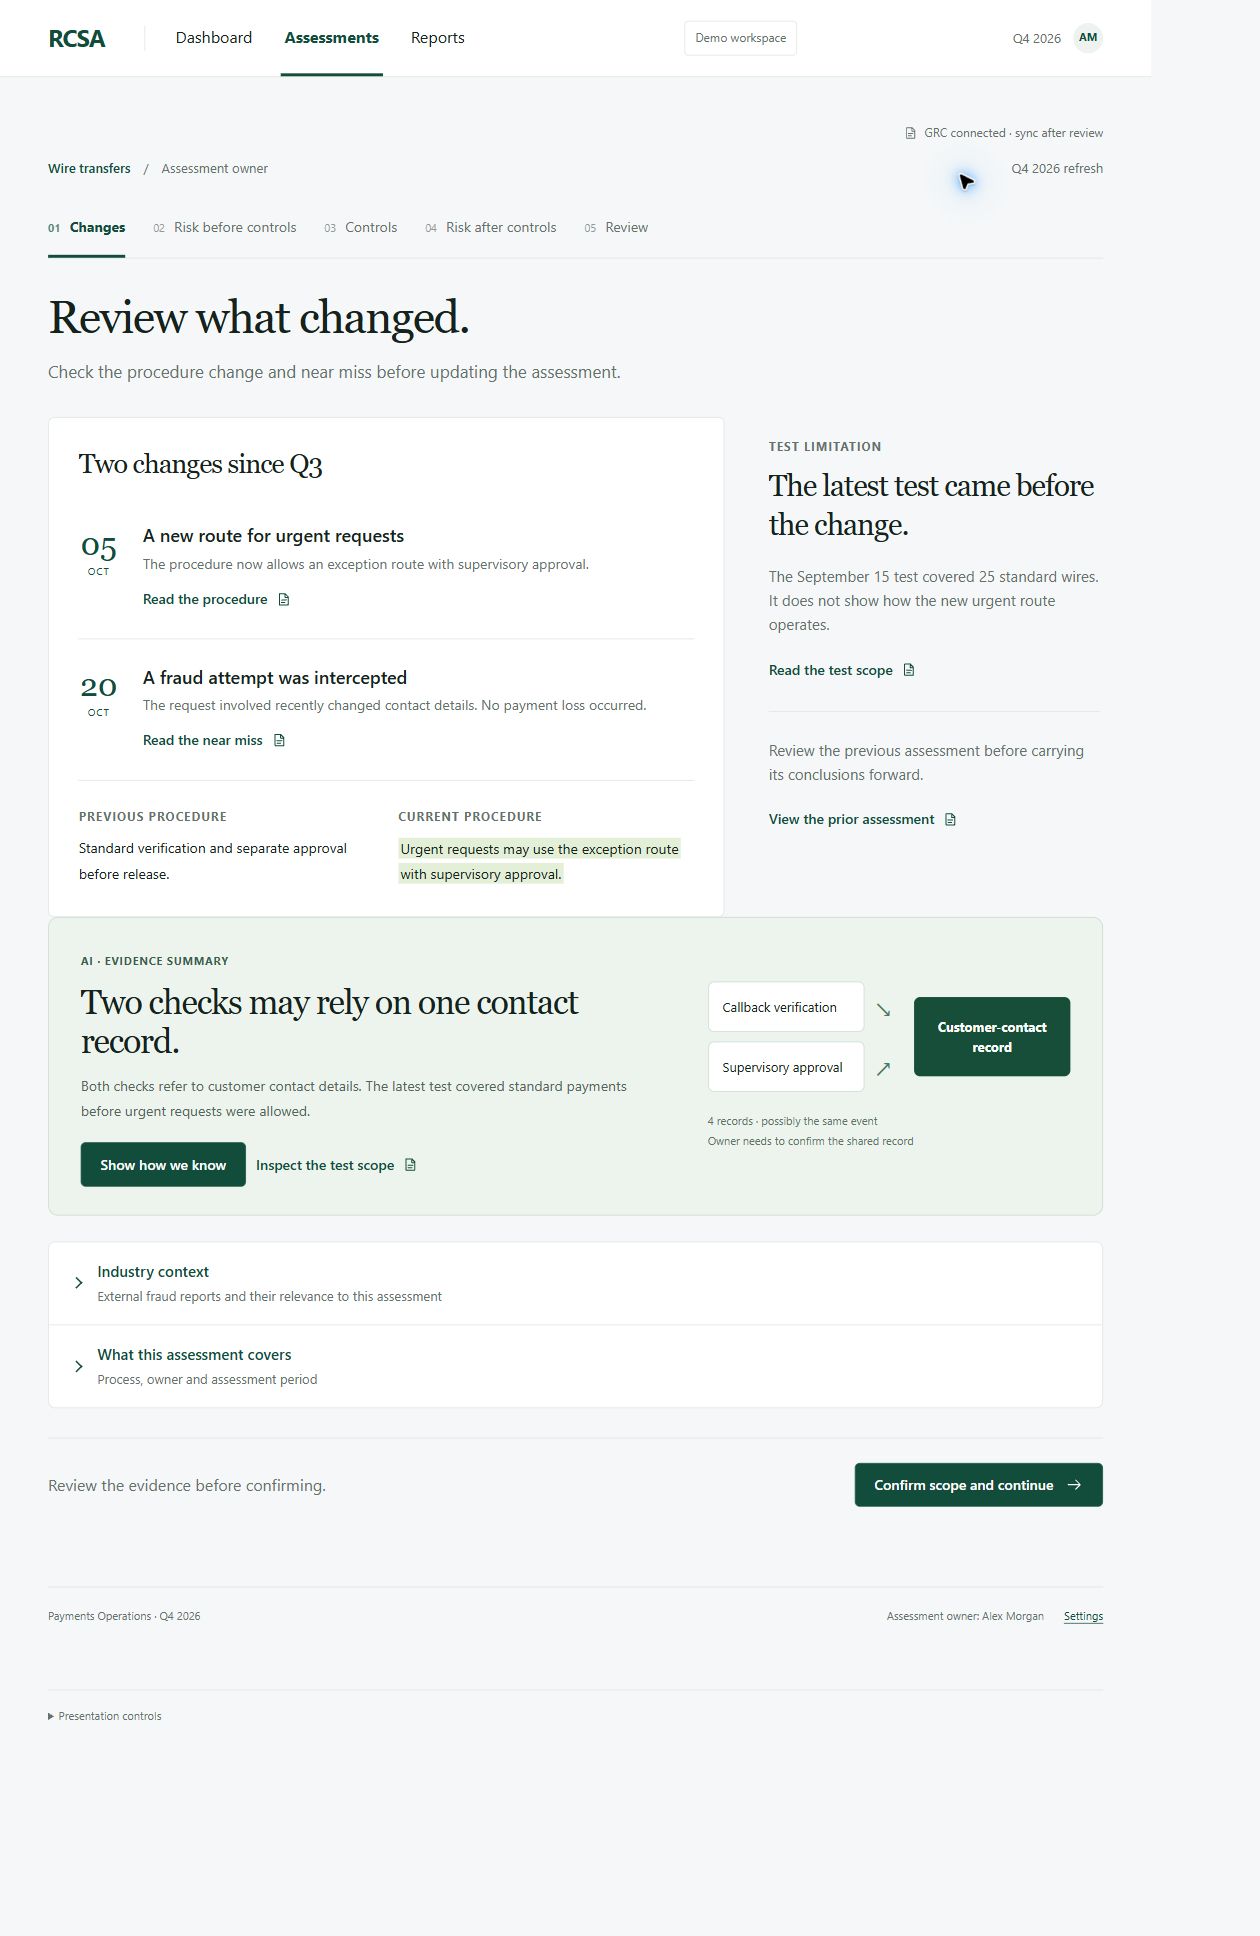 RCSA
Dashboard
Assessments
Reports
Demo workspace
Q4 2026
AM
GRC connected · sync after review
Wire transfers / Assessment owner
Q4 2026 refresh
01 Changes
02 Risk before controls
03 Controls
04 Risk after controls
05 Review
Review what changed.
Check the procedure change and near miss before updating the assessment.
Two changes since Q3
05
OCT
A new route for urgent requests
The procedure now allows an exception route with supervisory approval.
Read the procedure
20
OCT
A fraud attempt was intercepted
The request involved recently changed contact details. No payment loss occurred.
Read the near miss
PREVIOUS PROCEDURE
Standard verification and separate approval
before release.
CURRENT PROCEDURE
Urgent requests may use the exception route
with supervisory approval.
TEST LIMITATION
The latest test came before
the change.
The September 15 test covered 25 standard wires.
It does not show how the new urgent route
operates.
Read the test scope
Review the previous assessment before carrying
its conclusions forward.
View the prior assessment
AI · EVIDENCE SUMMARY
Two checks may rely on one contact
record.
Both checks refer to customer contact details. The latest test covered standard payments
before urgent requests were allowed.
Show how we know
Inspect the test scope
Callback verification
↘
Supervisory approval
↗
Customer-contact
record
4 records · possibly the same event
Owner needs to confirm the shared record
Industry context
External fraud reports and their relevance to this assessment
What this assessment covers
Process, owner and assessment period
Review the evidence before confirming.
Confirm scope and continue →
Payments Operations · Q4 2026
Assessment owner: Alex Morgan
Settings
Presentation controls